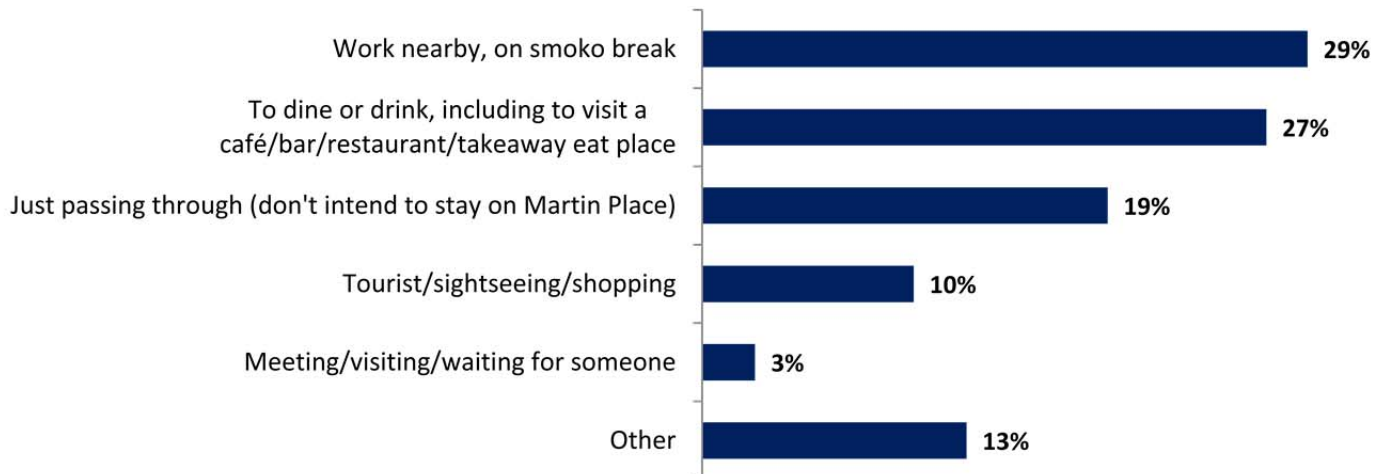 Work nearby, on smoko break
29%
To dine or drink, including to visit a
café/bar/restaurant/takeaway eat place
27%
Just passing through (don't intend to stay on Martin Place)
19%
Tourist/sightseeing/shopping
10%
Meeting/visiting/waiting for someone
3%
Other
13%